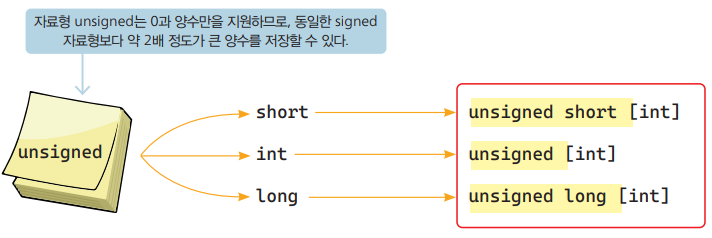 자료형 unsigned는 0과 양수만을 지원하므로, 동일한 signed
자료형보다 약 2배 정도가 큰 양수를 저장할 수 있다.
unsigned
short
unsigned short [int]
int
unsigned [int]
long
unsigned long [int]